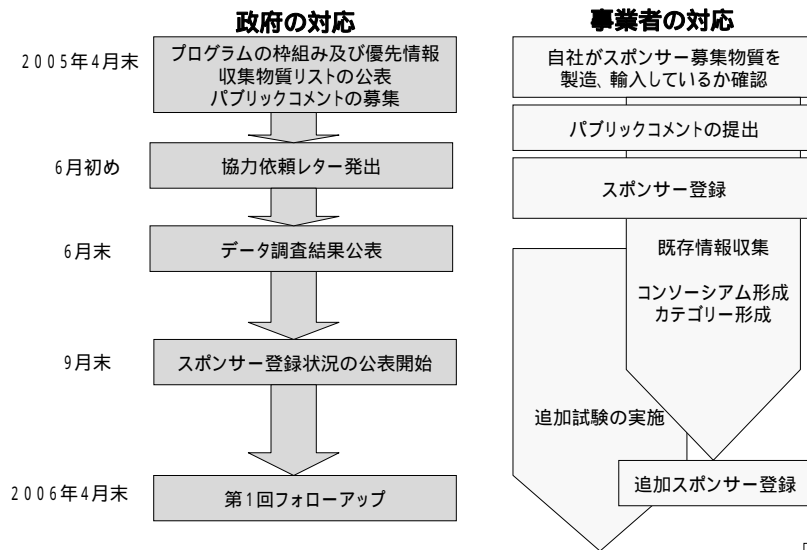 政府の対応
2005年4月末
プログラムの枠組み及び優先情報
収集物質リストの公表
パブリックコメントの募集
6月初め
協力依頼レター発出
6月末
データ調査結果公表
9月末
スポンサー登録状況の公表開始
2006年4月末
第1回フォローアップ
事業者の対応
自社がスポンサー募集物質を
製造、輸入しているか確認
パブリックコメントの提出
スポンサー登録
既存情報収集
コンソーシアム形成
カテゴリー形成
追加試験の実施
追加スポンサー登録